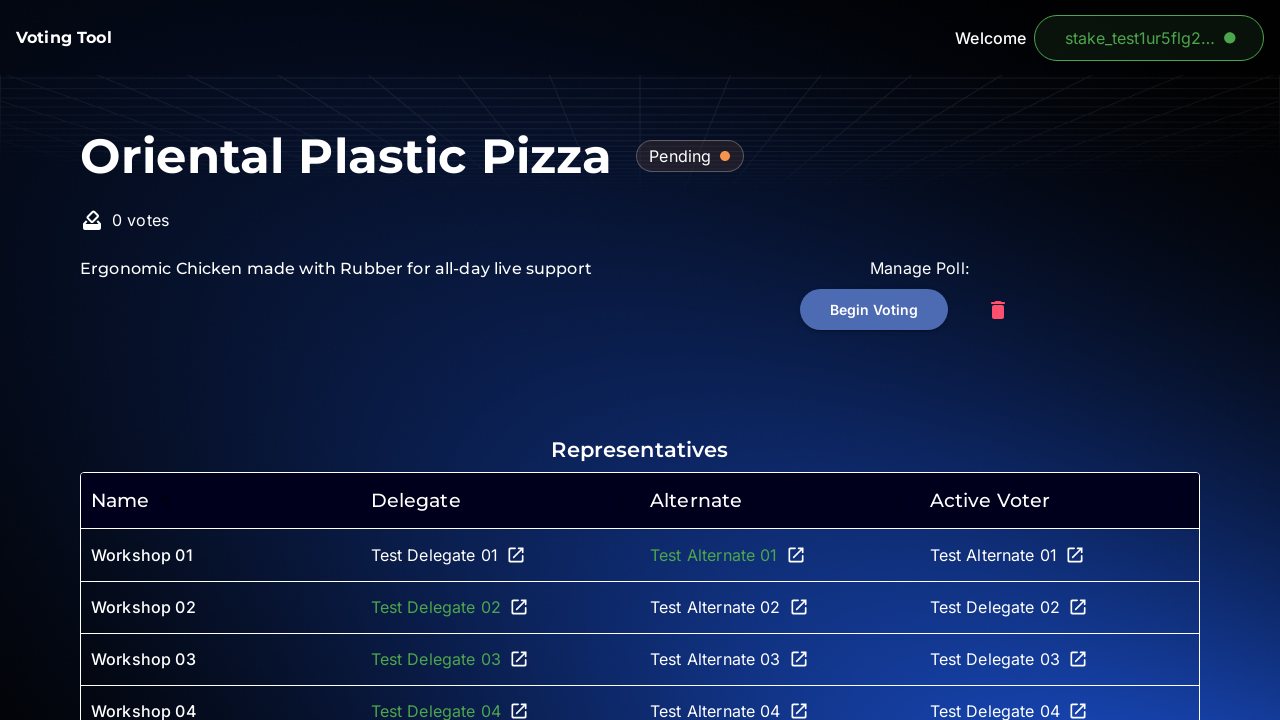 Voting Tool
Welcome
stake_test1ur5flg2...
Oriental Plastic Pizza
Pending
0 votes
Ergonomic Chicken made with Rubber for all-day live support
Manage Poll:
Begin Voting
Representatives
Name Delegate Alternate Active Voter
Workshop 01 Test Delegate 01 Test Alternate 01 Test Alternate 01
Workshop 02 Test Delegate 02 Test Alternate 02 Test Delegate 02
Workshop 03 Test Delegate 03 Test Alternate 03 Test Delegate 03
Workshop 04 Test Delegate 04 Test Alternate 04 Test Delegate 04